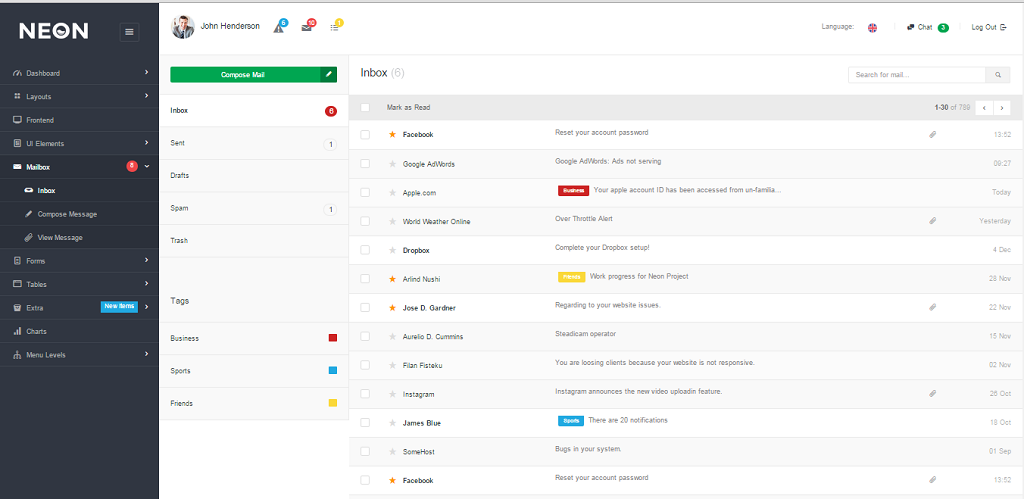 NEON
John Henderson
6
10
1
Language:
Chat
3
Log Out
Dashboard
Layouts
Frontend
UI Elements
Mailbox
6
Inbox
Compose Message
View Message
Forms
Tables
Extra
New Items
Charts
Menu Levels
Compose Mail
Inbox
6
Sent
1
Drafts
Spam
1
Trash
Tags
Business
Sports
Friends
Inbox (6)
Search for mail...
Mark as Read
1-30 of 789
Facebook Reset your account password 13:52
Google AdWords Google AdWords: Ads not serving 09:27
Apple.com Business Your apple account ID has been accessed from un-familia... Today
World Weather Online Over Throttle Alert Yesterday
Dropbox Complete your Dropbox setup! 4 Dec
Arlind Nushi Friends Work progress for Neon Project 28 Nov
Jose D. Gardner Regarding to your website issues. 22 Nov
Aurelio D. Cummins Steadicam operator 15 Nov
Filan Fisteku You are loosing clients because your website is not responsive. 02 Nov
Instagram Instagram announces the new video uploadin feature. 26 Oct
James Blue Sports There are 20 notifications 18 Oct
SomeHost Bugs in your system. 01 Sep
Facebook Reset your account password 13:52